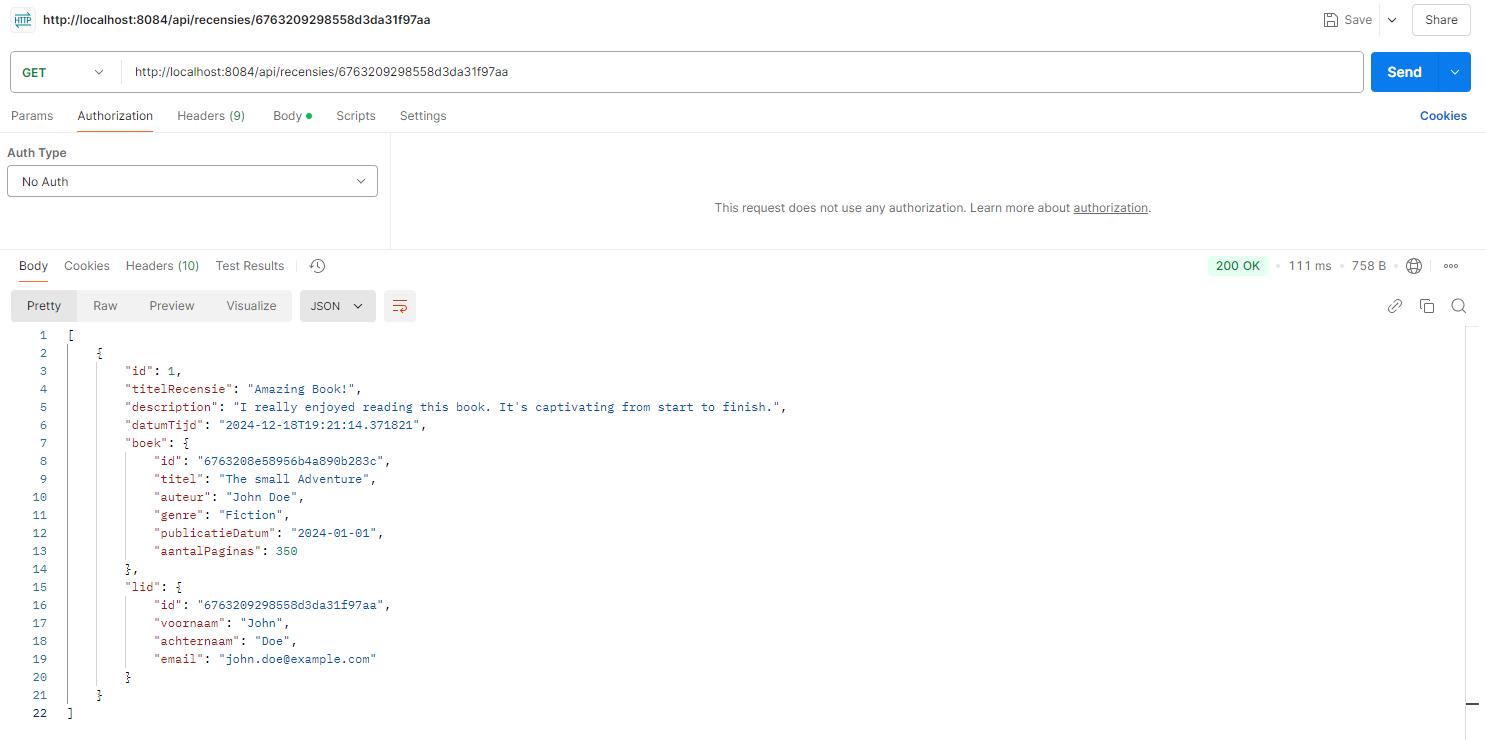 HTTP http://localhost:8084/api/recensies/6763209298558d3da31f97aa Save Share
GET http://localhost:8084/api/recensies/6763209298558d3da31f97aa Send
Params Authorization Headers (9) Body Scripts Settings Cookies
Auth Type
No Auth
This request does not use any authorization. Learn more about authorization.
Body Cookies Headers (10) Test Results 200 OK 111 ms 758 B
Pretty Raw Preview Visualize JSON
1 [
2 {
3 "id": 1,
4 "titelRecensie": "Amazing Book!",
5 "description": "I really enjoyed reading this book. It's captivating from start to finish.",
6 "datumTijd": "2024-12-18T19:21:14.371821",
7 "boek": {
8 "id": "6763208e58956b4a890b283c",
9 "titel": "The small Adventure",
10 "auteur": "John Doe",
11 "genre": "Fiction",
12 "publicatieDatum": "2024-01-01",
13 "aantalPaginas": 350
14 },
15 "lid": {
16 "id": "6763209298558d3da31f97aa",
17 "voornaam": "John",
18 "achternaam": "Doe",
19 "email": "john.doe@example.com"
20 }
21 }
22 ]